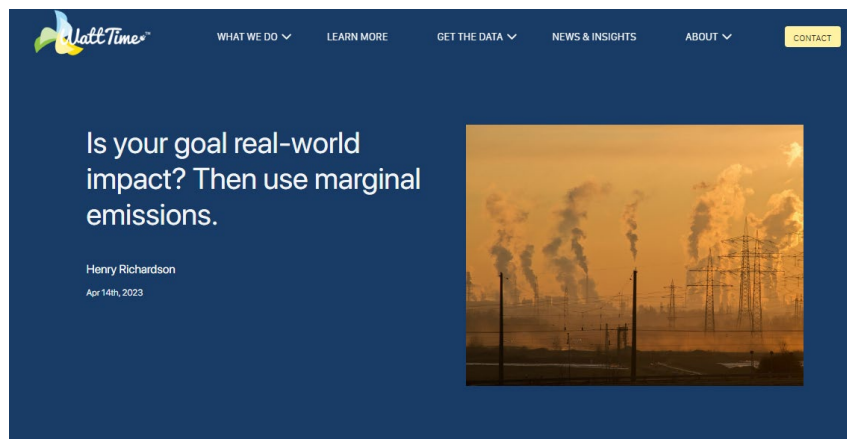 WattTime™
WHAT WE DO
LEARN MORE
GET THE DATA
NEWS & INSIGHTS
ABOUT
CONTACT
Is your goal real-world
impact? Then use marginal
emissions.
Henry Richardson
Apr 14th, 2023